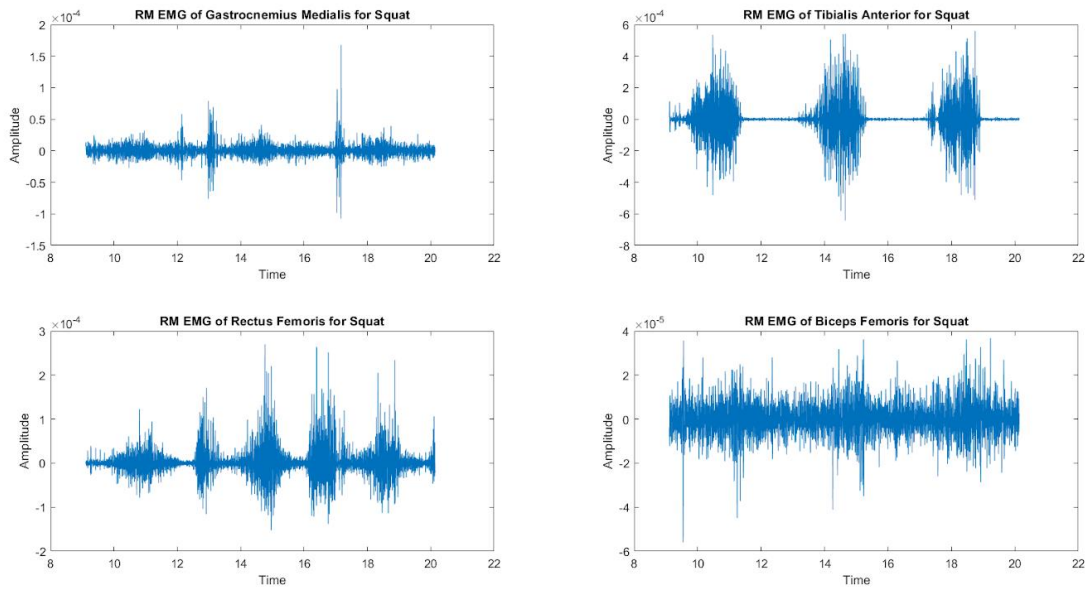 RM EMG of Gastrocnemius Medialis for Squat
×10⁻⁴
2
1.5
1
0.5
0
-0.5
-1
-1.5
Amplitude
8 10 12 14 16 18 20 22
Time
RM EMG of Tibialis Anterior for Squat
×10⁻⁴
6
4
2
0
-2
-4
-6
-8
Amplitude
8 10 12 14 16 18 20 22
Time
RM EMG of Rectus Femoris for Squat
×10⁻⁴
3
2
1
0
-1
-2
Amplitude
8 10 12 14 16 18 20 22
Time
RM EMG of Biceps Femoris for Squat
×10⁻⁵
4
2
0
-2
-4
-6
Amplitude
8 10 12 14 16 18 20 22
Time